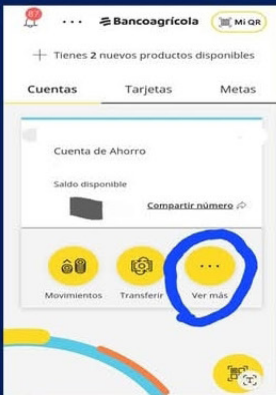 87
... Bancoagrícola Mi QR
+ Tienes 2 nuevos productos disponibles
Cuentas Tarjetas Metas
Cuenta de Ahorro
Saldo disponible
Compartir número
Movimientos Transferir Ver más